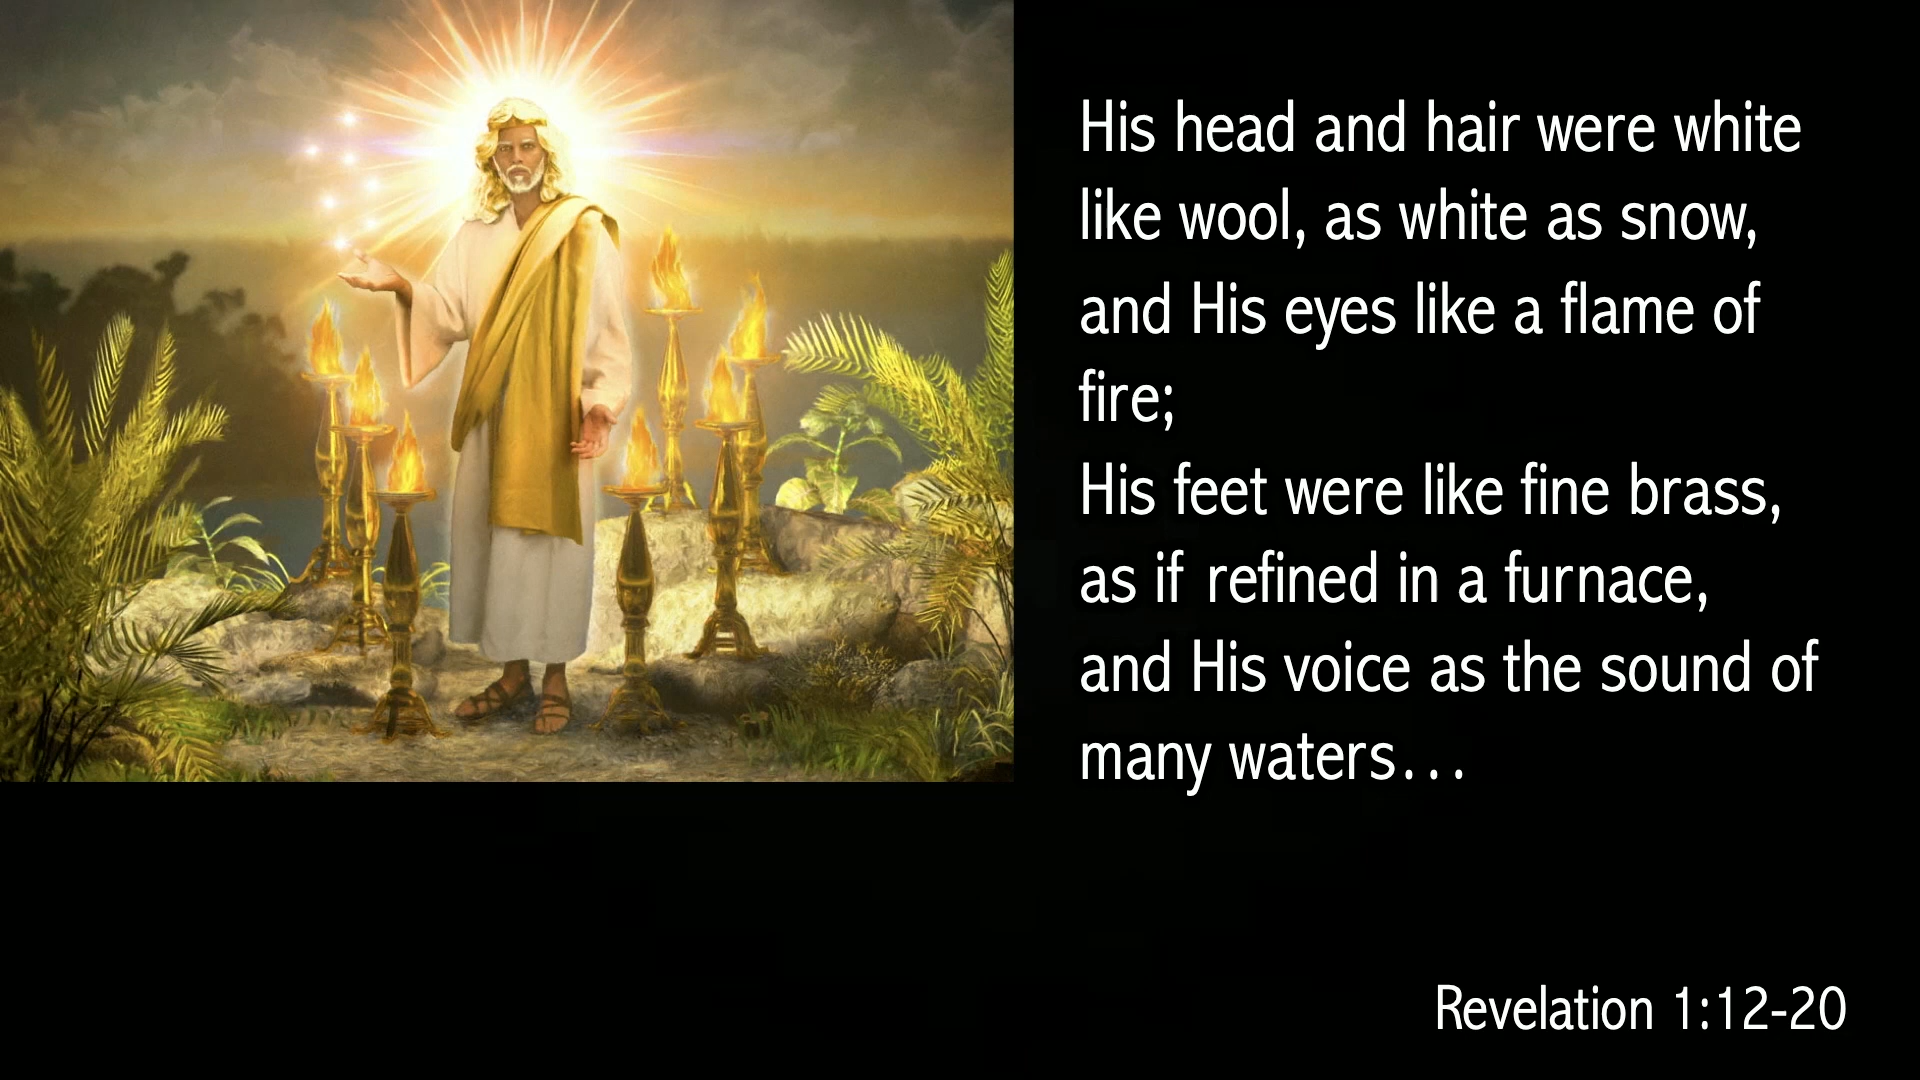 His head and hair were white
like wool, as white as snow,
and His eyes like a flame of
fire;
His feet were like fine brass,
as if refined in a furnace,
and His voice as the sound of
many waters…
Revelation 1:12-20